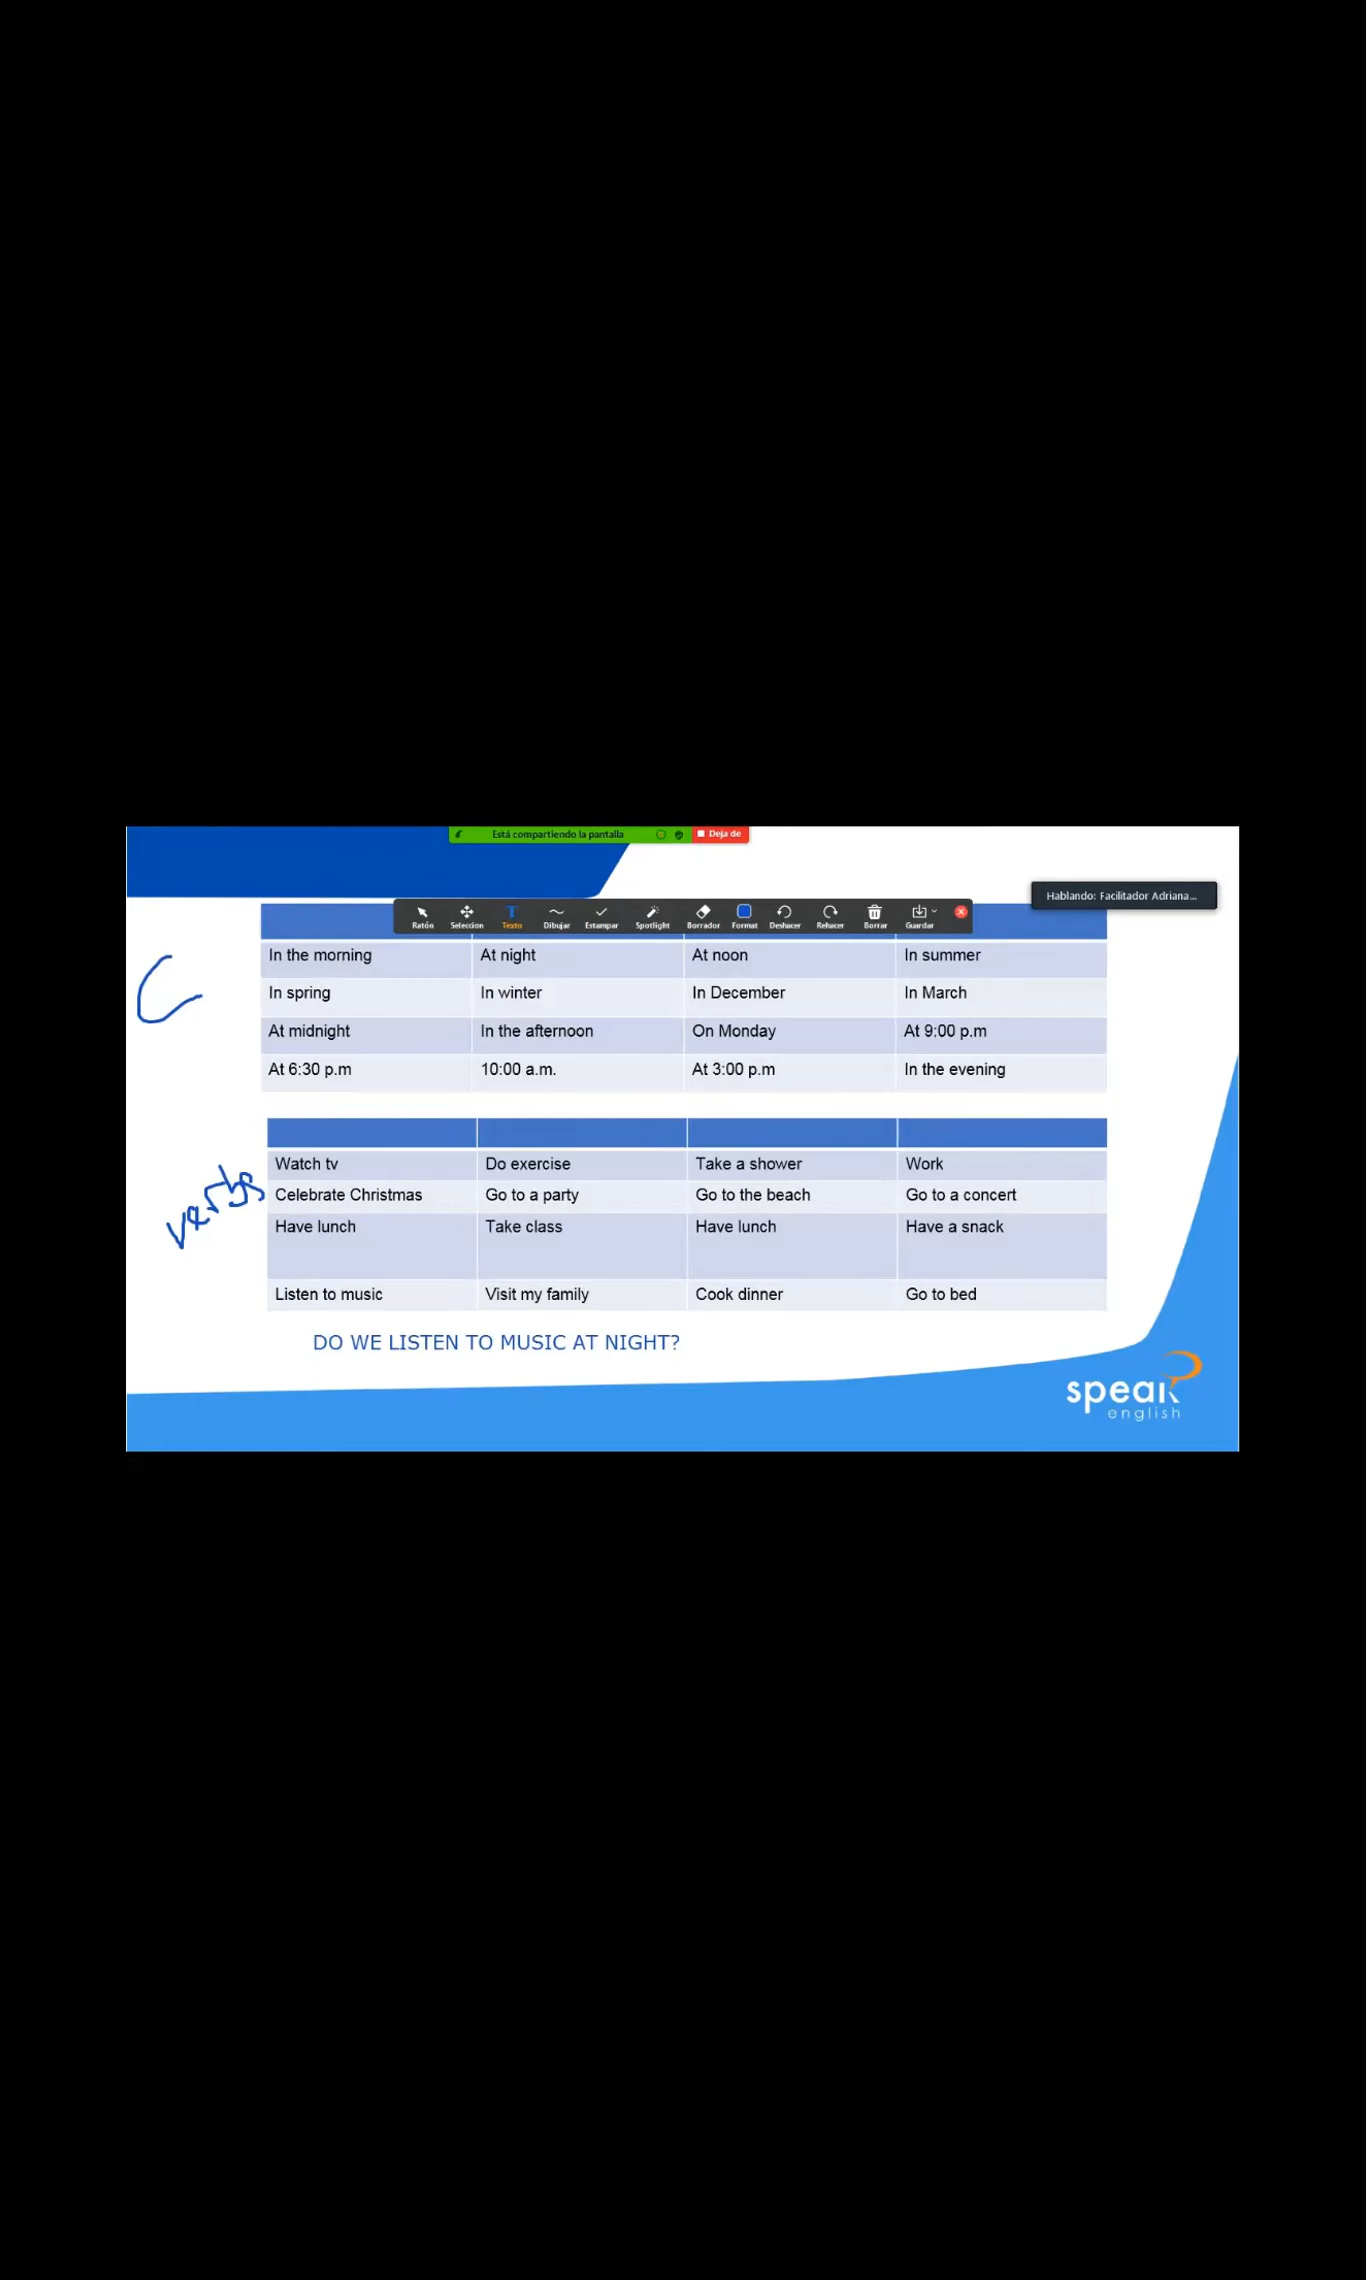 Está compartiendo la pantalla Deja de
Hablando: Facilitador Adriana...
Ratón Seleccion Texto Dibujar Estampar Spotlight Borrador Format Deshacer Rehacer Borrar Guardar
In the morning At night At noon In summer
In spring In winter In December In March
At midnight In the afternoon On Monday At 9:00 p.m
At 6:30 p.m 10:00 a.m. At 3:00 p.m In the evening
Watch tv Do exercise Take a shower Work
verbs
Celebrate Christmas Go to a party Go to the beach Go to a concert
Have lunch Take class Have lunch Have a snack
Listen to music Visit my family Cook dinner Go to bed
DO WE LISTEN TO MUSIC AT NIGHT?
speak
english